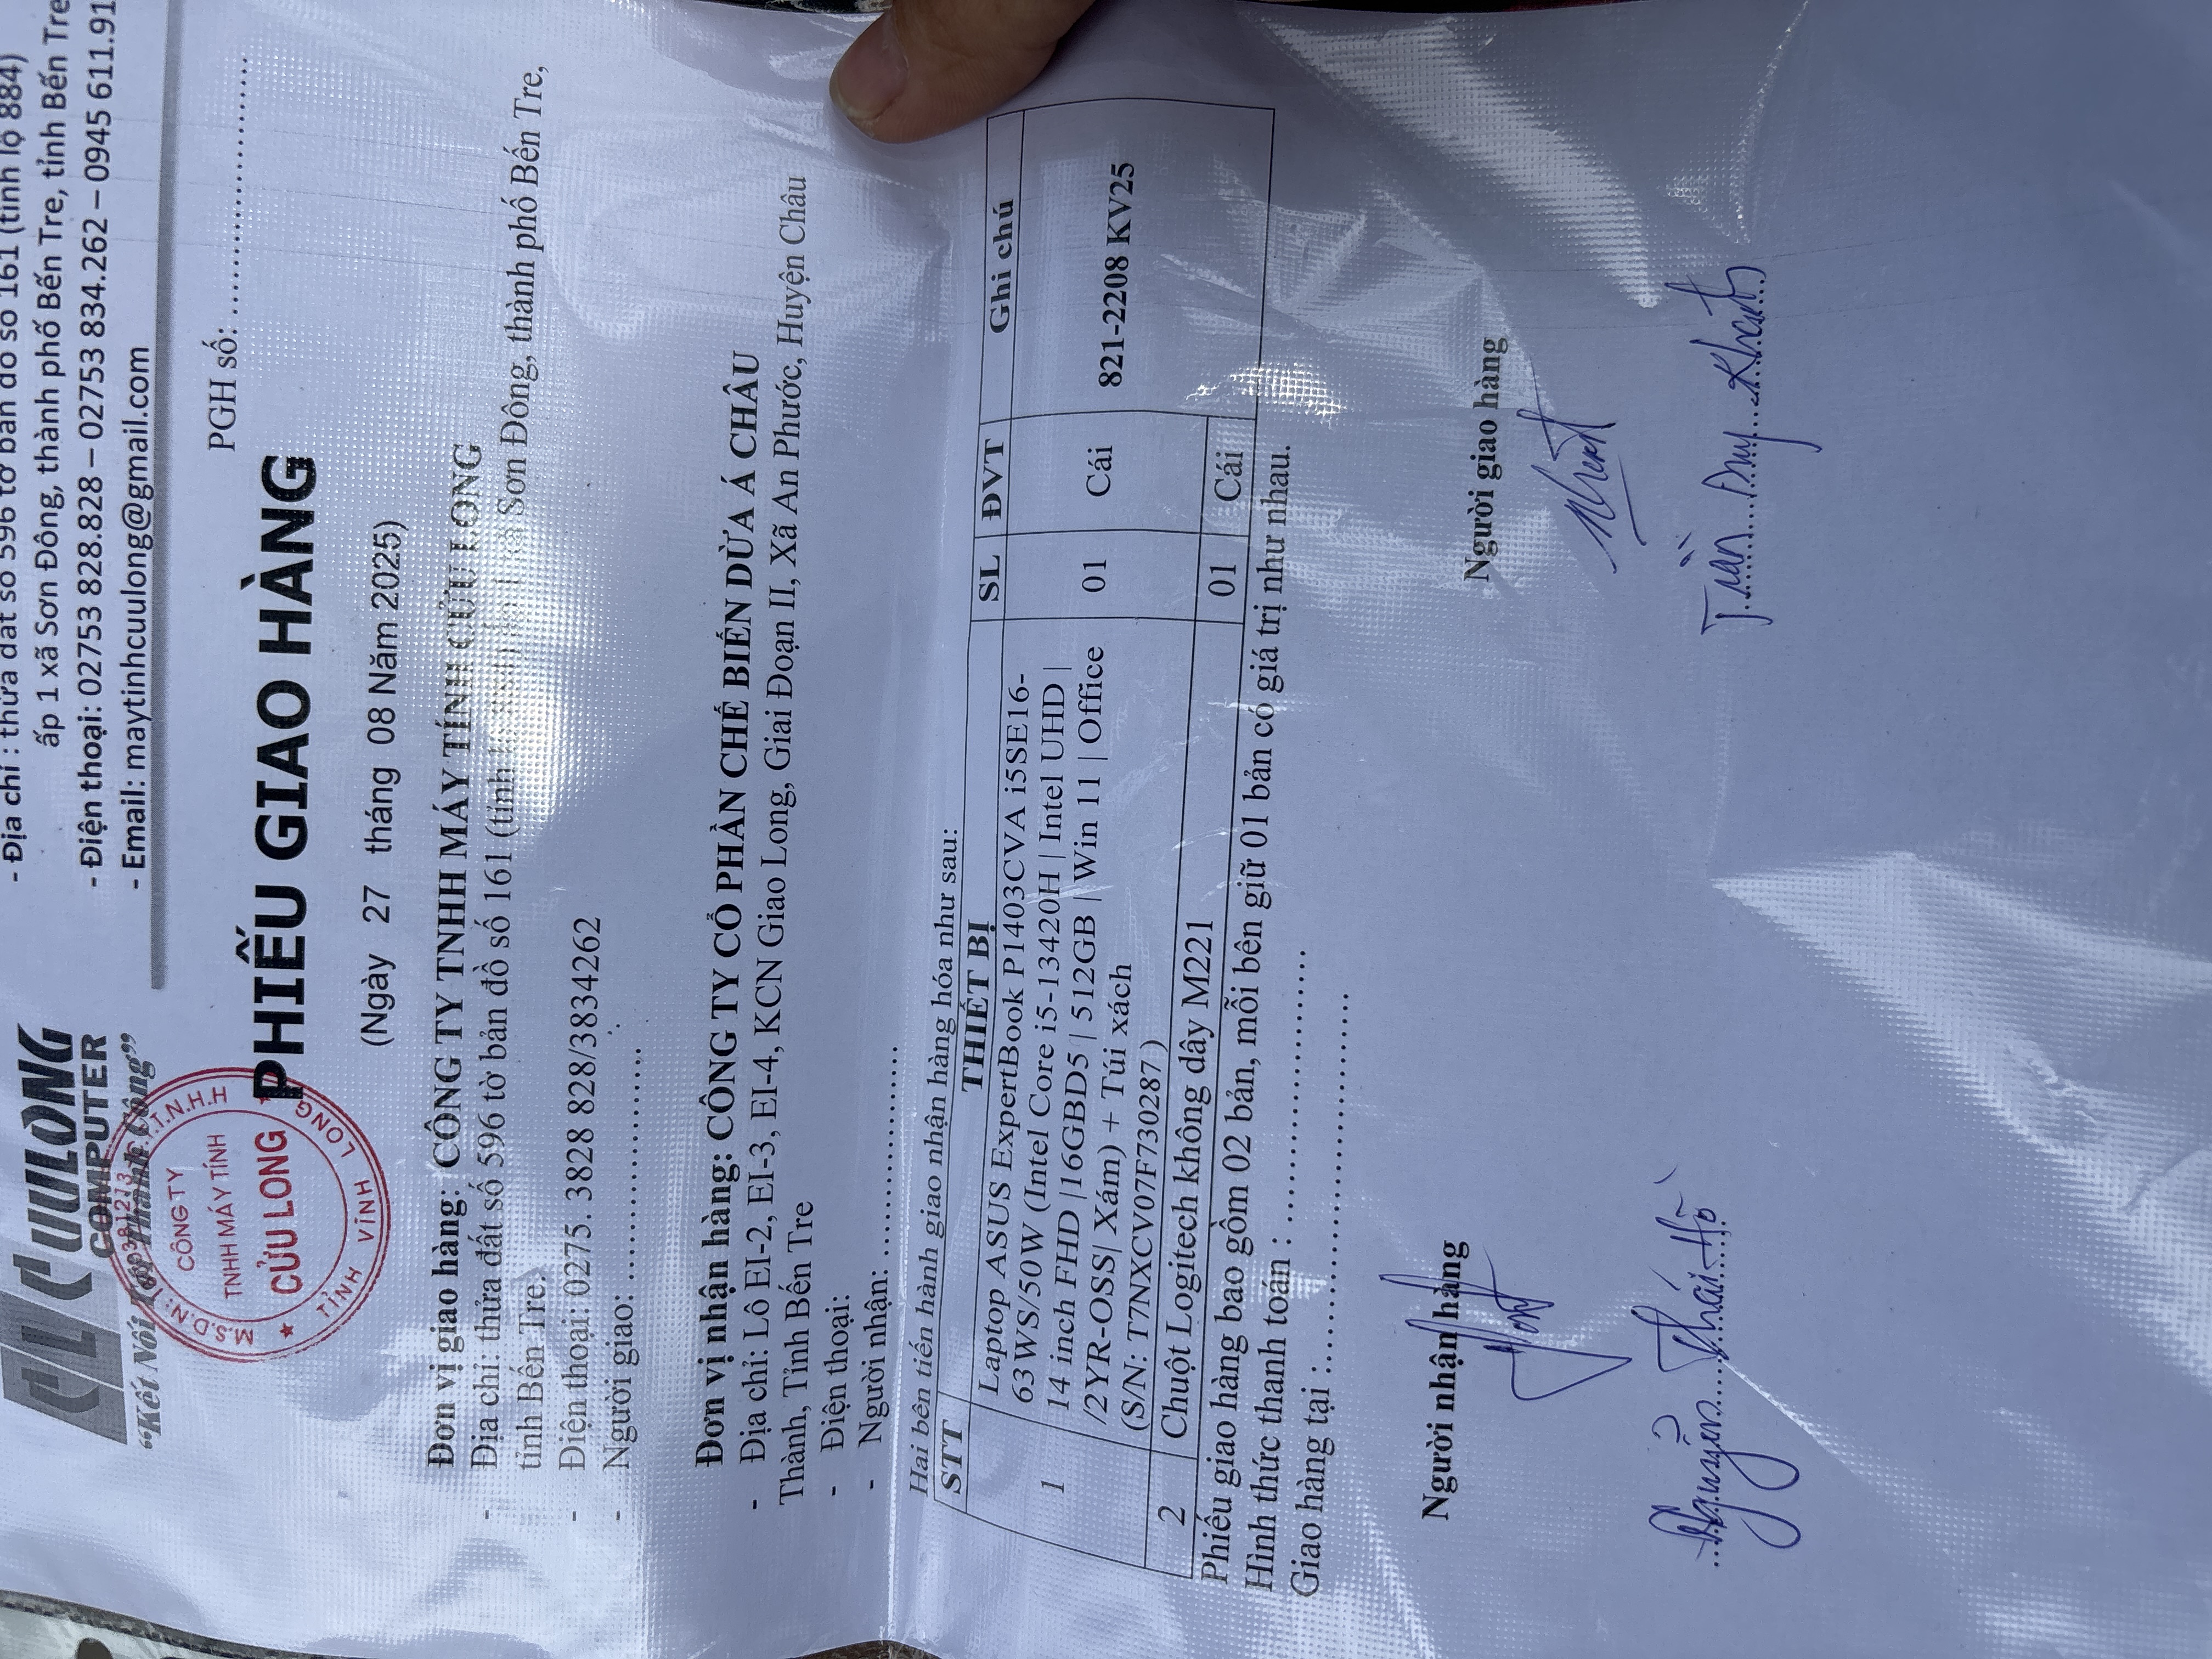 CUULONG
COMPUTER
"Kết Nối Tạo Thành Công"
- Địa chỉ : thửa đất số 596 tờ bản đồ số 161 (tỉnh lộ 884)
ấp 1 xã Sơn Đông, thành phố Bến Tre, tỉnh Bến Tre
- Điện thoại: 02753 828.828 – 02753 834.262 – 0945 611.91
- Email: maytinhcuulong@gmail.com
CÔNG TY
TNHH MÁY TÍNH
CỬU LONG
TỈNH VĨNH LONG
PGH số: ....................
PHIẾU GIAO HÀNG
(Ngày 27 tháng 08 Năm 2025)
Đơn vị giao hàng: CÔNG TY TNHH MÁY TÍNH CỬU LONG
- Địa chỉ: thửa đất số 596 tờ bản đồ số 161 (tỉnh Sơn Đông, thành phố Bến Tre,
tỉnh Bến Tre.
- Điện thoại: 0275. 3828 828/3834262
- Người giao: ..............................
Đơn vị nhận hàng: CÔNG TY CỔ PHẦN CHẾ BIẾN DỪA Á CHÂU
- Địa chỉ: Lô EI-2, EI-3, EI-4, KCN Giao Long, Giai Đoạn II, Xã An Phước, Huyện Châu
Thành, Tỉnh Bến Tre
- Điện thoại:
- Người nhận: ..............................
Hai bên tiến hành giao nhận hàng hóa như sau:
STT THIẾT BỊ SL ĐVT Ghi chú
1 Laptop ASUS ExpertBook P1403CVA i5SE16-
63WS/50W (Intel Core i5-13420H | Intel UHD |
14 inch FHD |16GBD5 | 512GB | Win 11 | Office
/2YR-OSS| Xám) + Túi xách
(S/N: T7NXCV07F730287 ) 01 Cái 821-2208 KV25
2 Chuột Logitech không dây M221 01 Cái
Phiếu giao hàng bao gồm 02 bản, mỗi bên giữ 01 bản có giá trị như nhau.
Hình thức thanh toán : ..............................
Giao hàng tại : ..............................
Người nhận hàng Người giao hàng
Nguyễn Thái Hồ Trần Duy Khanh